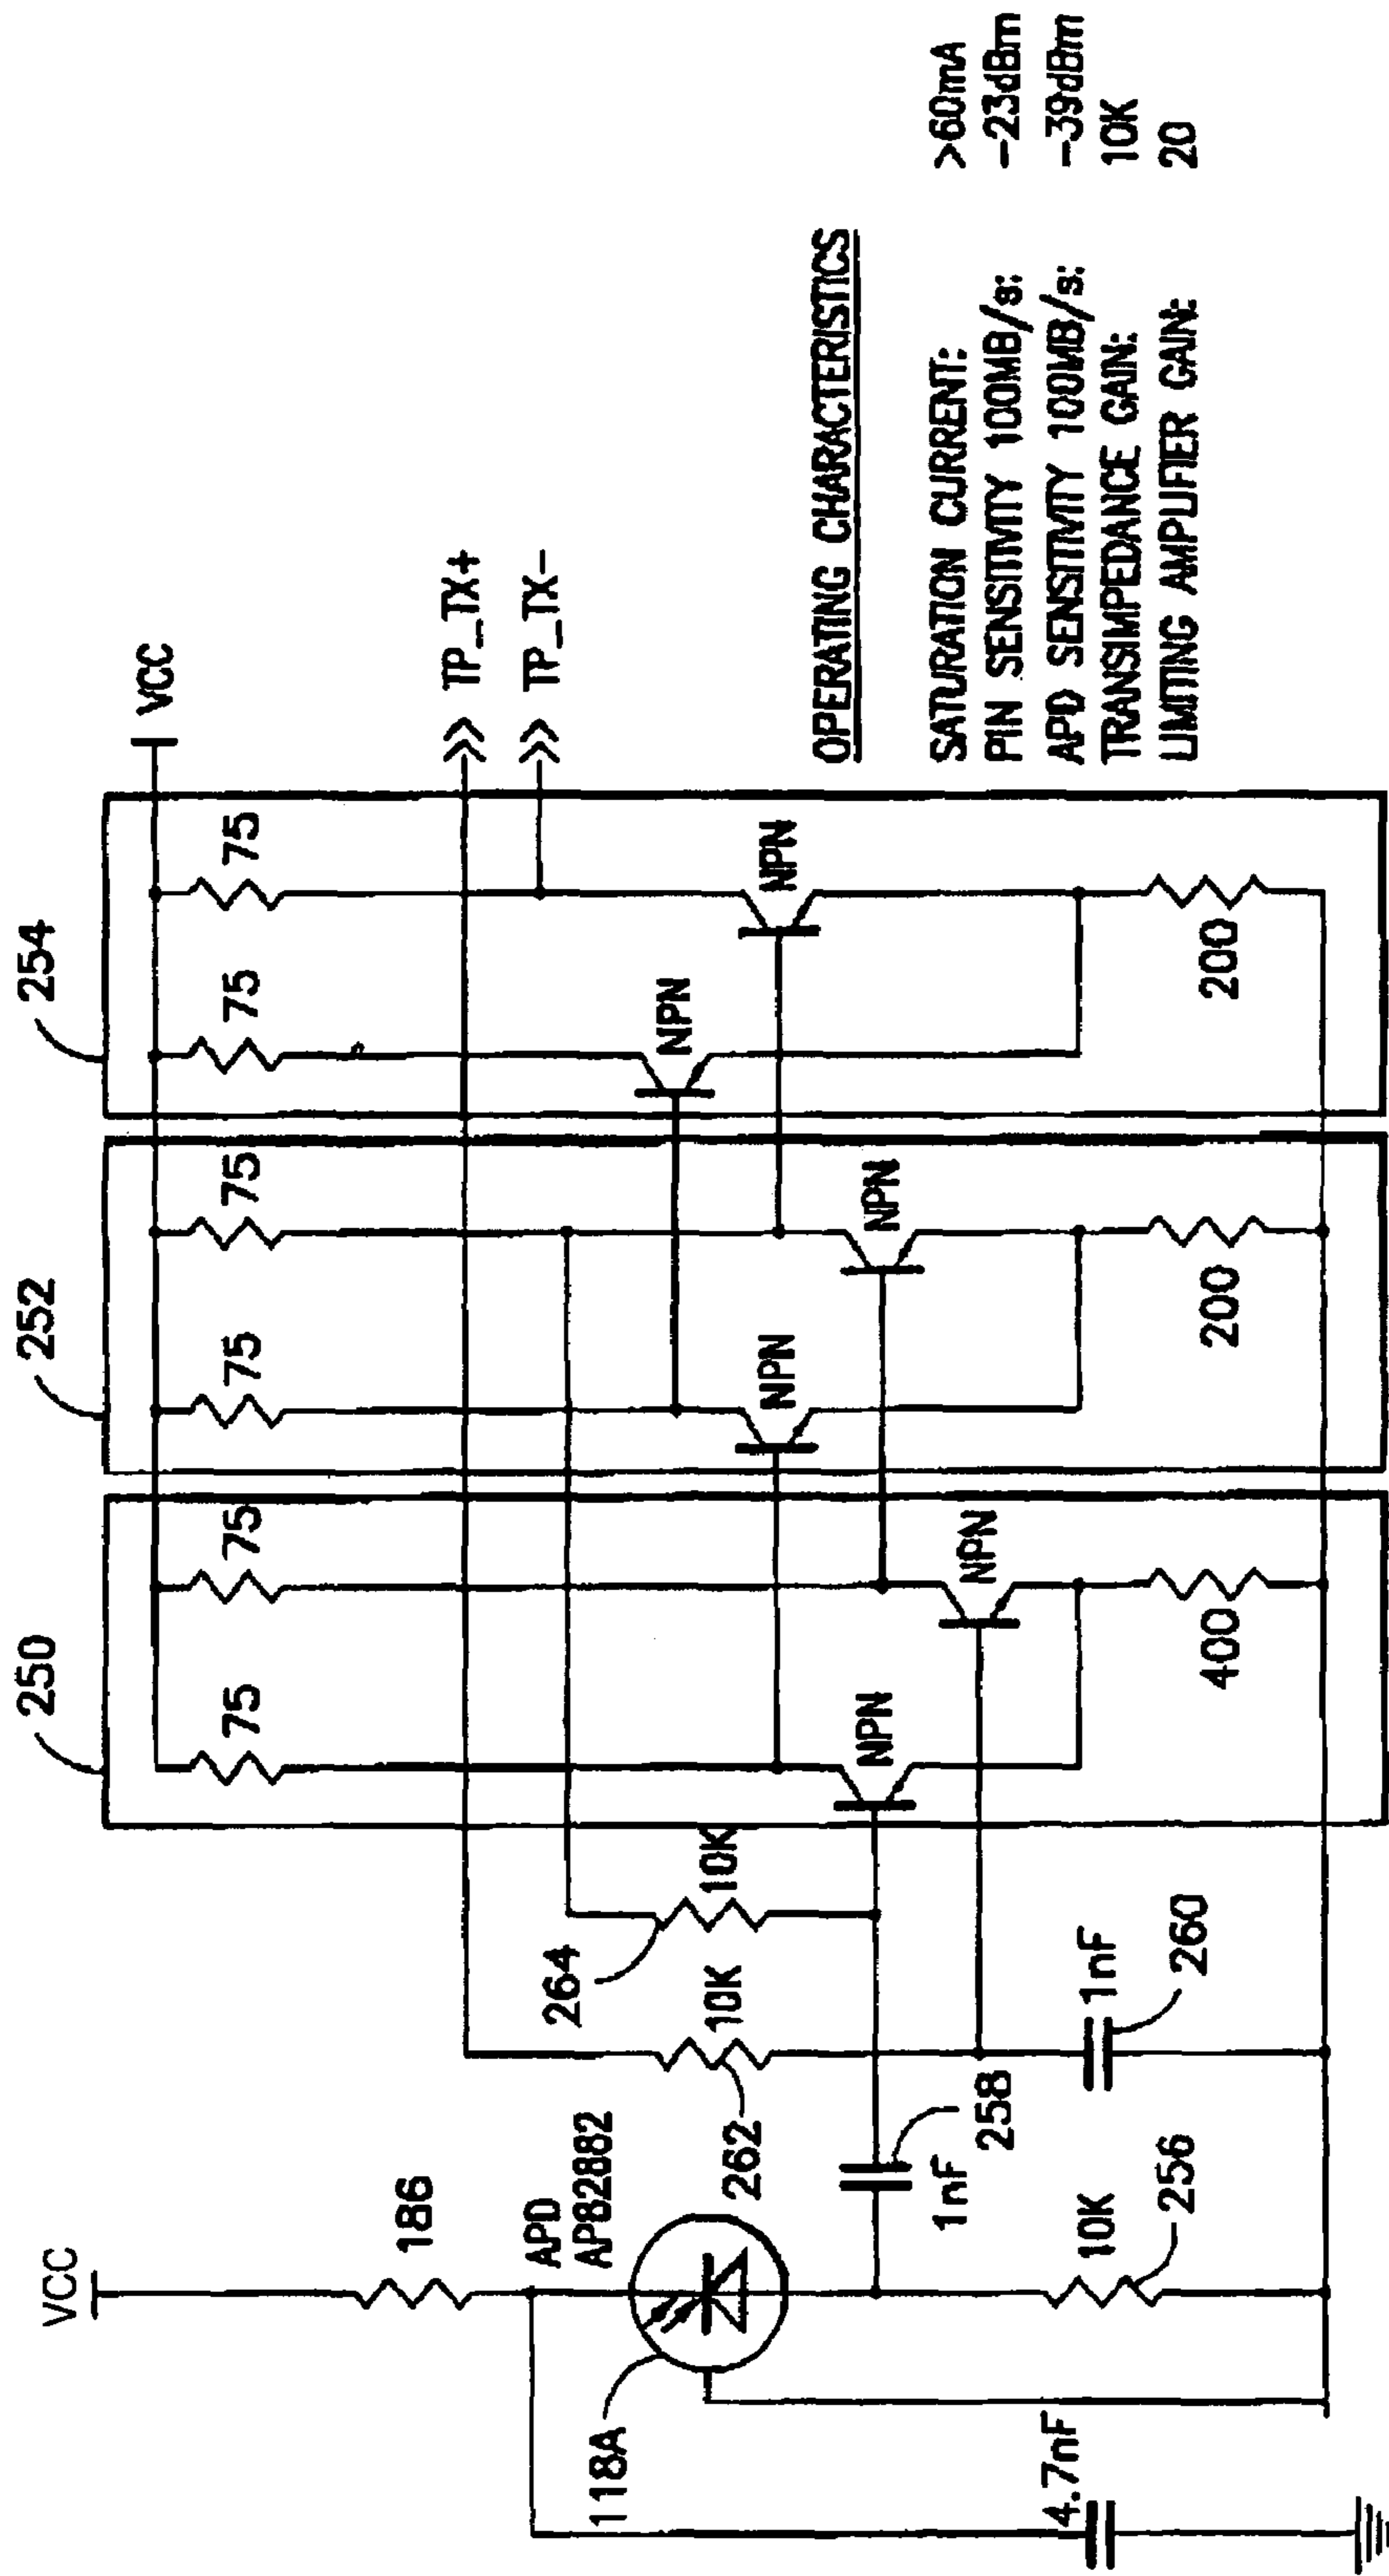 VCC
186
APD
APB2882
118A
4.7nF
1nF
258
10K
256
262
10K
264
10K
1nF
260
250
75
75
NPN
NPN
400
252
75
75
NPN
NPN
200
254
75
75
NPN
NPN
200
VCC
TP_TX+
TP_TX-
OPERATING CHARACTERISTICS
SATURATION CURRENT: >60mA
PIN SENSITIVITY 100MB/s: -23dBm
APD SENSITIVITY 100MB/s: -39dBm
TRANSIMPEDANCE GAIN: 10K
LIMITING AMPLIFIER GAIN: 20